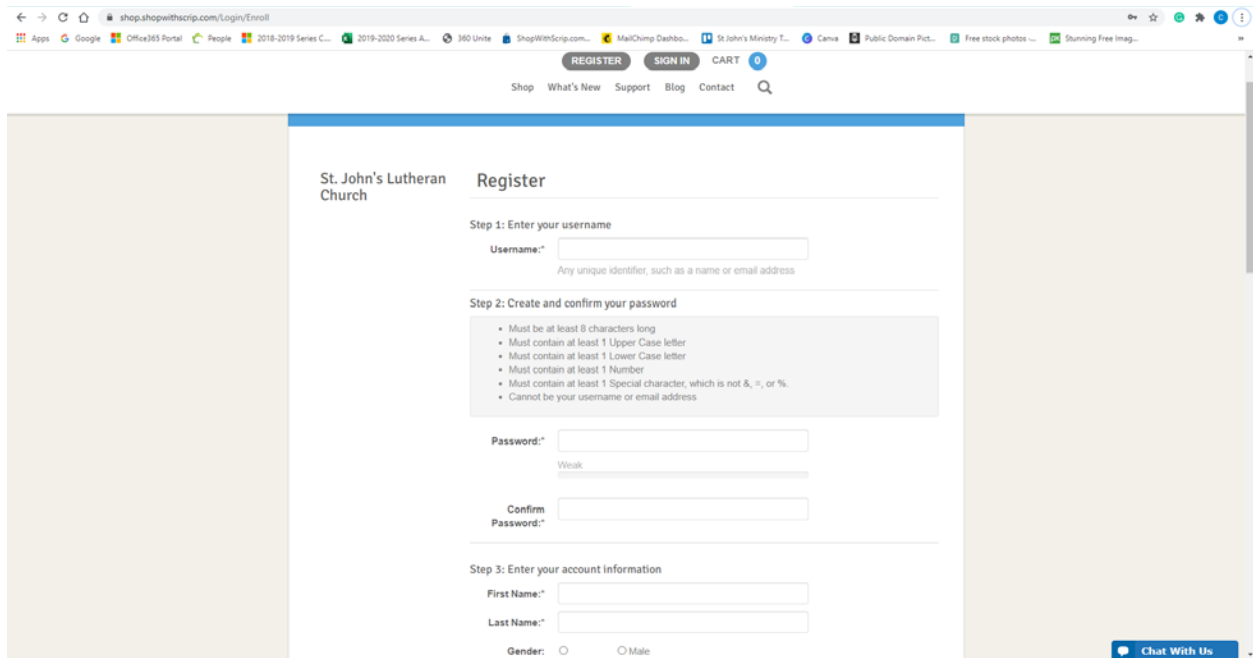 shop.shopwithscrip.com/Login/Enroll
Apps Google Office365 Portal People 2018-2019 Series C... 2019-2020 Series A... 360 Unite ShopWithScrip.com... MailChimp Dashbo... St John's Ministry T... Canva Public Domain Pict... Free stock photos -... Stunning Free Imag...
REGISTER SIGN IN CART 0
Shop What's New Support Blog Contact
St. John's Lutheran
Church
Register
Step 1: Enter your username
Username:*
Any unique identifier, such as a name or email address
Step 2: Create and confirm your password
• Must be at least 8 characters long
• Must contain at least 1 Upper Case letter
• Must contain at least 1 Lower Case letter
• Must contain at least 1 Number
• Must contain at least 1 Special character, which is not &, =, or %.
• Cannot be your username or email address
Password:*
Weak
Confirm
Password:*
Step 3: Enter your account information
First Name:*
Last Name:*
Gender: Male
Chat With Us